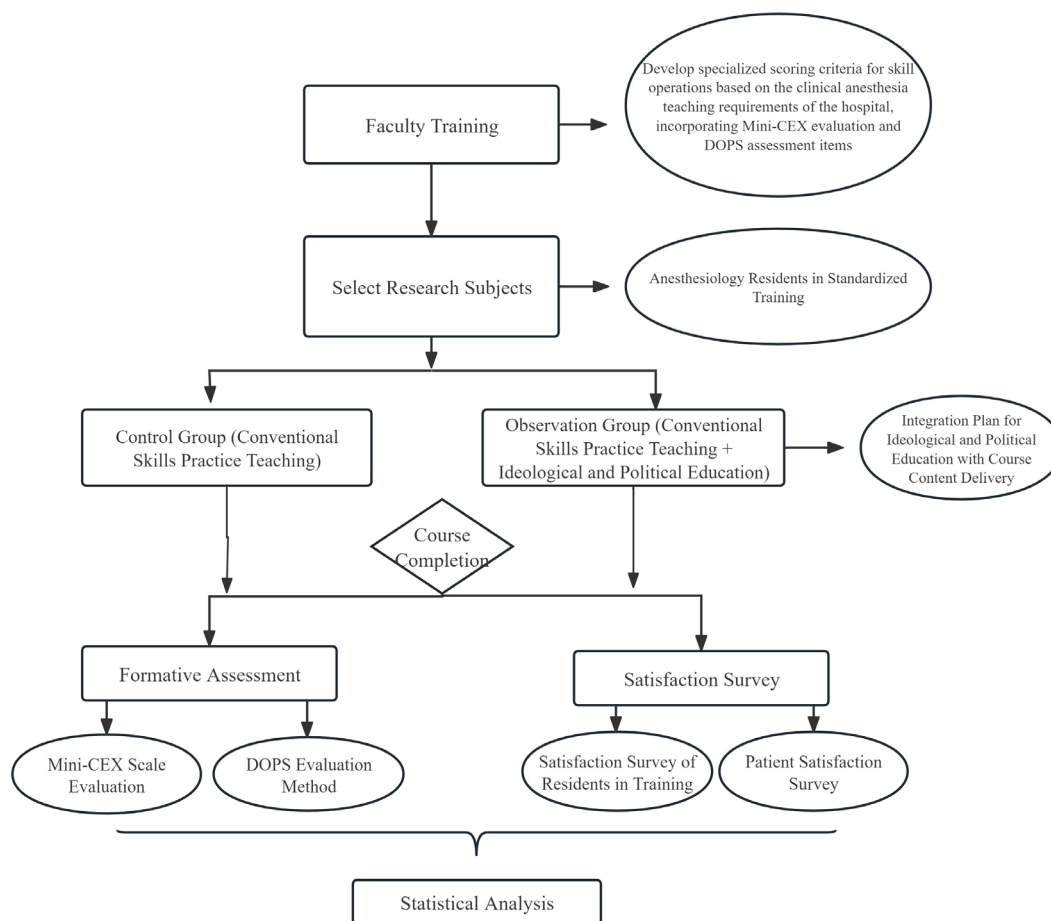 Develop specialized scoring criteria for skill
operations based on the clinical anesthesia
teaching requirements of the hospital,
incorporating Mini-CEX evaluation and
DOPS assessment items
Faculty Training
Select Research Subjects
Anesthesiology Residents in Standardized
Training
Control Group (Conventional
Skills Practice Teaching)
Observation Group (Conventional
Skills Practice Teaching +
Ideological and Political Education)
Integration Plan for
Ideological and Political
Education with Course
Content Delivery
Course
Completion
Formative Assessment
Satisfaction Survey
Mini-CEX Scale
Evaluation
DOPS Evaluation
Method
Satisfaction Survey of
Residents in Training
Patient Satisfaction
Survey
Statistical Analysis